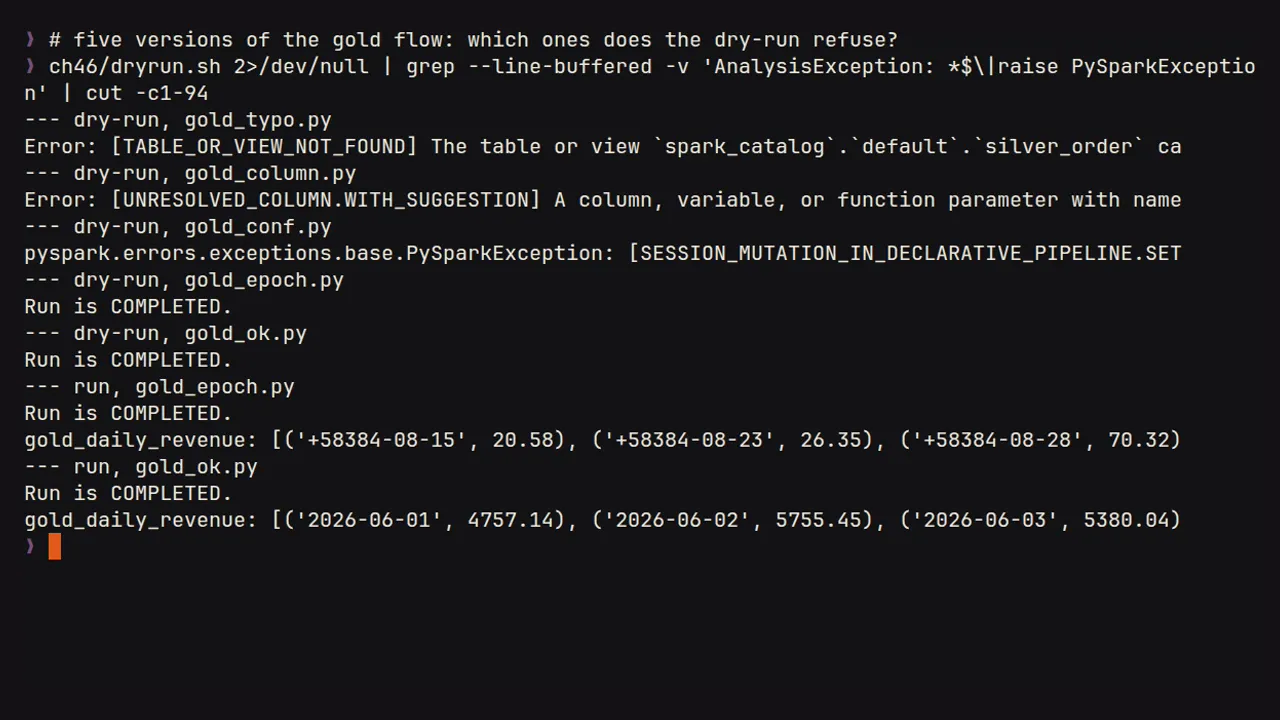 ❯ # five versions of the gold flow: which ones does the dry-run refuse?
❯ ch46/dryrun.sh 2>/dev/null | grep --line-buffered -v 'AnalysisException: *$\|raise PySparkExceptio
n' | cut -c1-94
--- dry-run, gold_typo.py
Error: [TABLE_OR_VIEW_NOT_FOUND] The table or view `spark_catalog`.`default`.`silver_order` ca
--- dry-run, gold_column.py
Error: [UNRESOLVED_COLUMN.WITH_SUGGESTION] A column, variable, or function parameter with name
--- dry-run, gold_conf.py
pyspark.errors.exceptions.base.PySparkException: [SESSION_MUTATION_IN_DECLARATIVE_PIPELINE.SET
--- dry-run, gold_epoch.py
Run is COMPLETED.
--- dry-run, gold_ok.py
Run is COMPLETED.
--- run, gold_epoch.py
Run is COMPLETED.
gold_daily_revenue: [('+58384-08-15', 20.58), ('+58384-08-23', 26.35), ('+58384-08-28', 70.32)
--- run, gold_ok.py
Run is COMPLETED.
gold_daily_revenue: [('2026-06-01', 4757.14), ('2026-06-02', 5755.45), ('2026-06-03', 5380.04)
❯